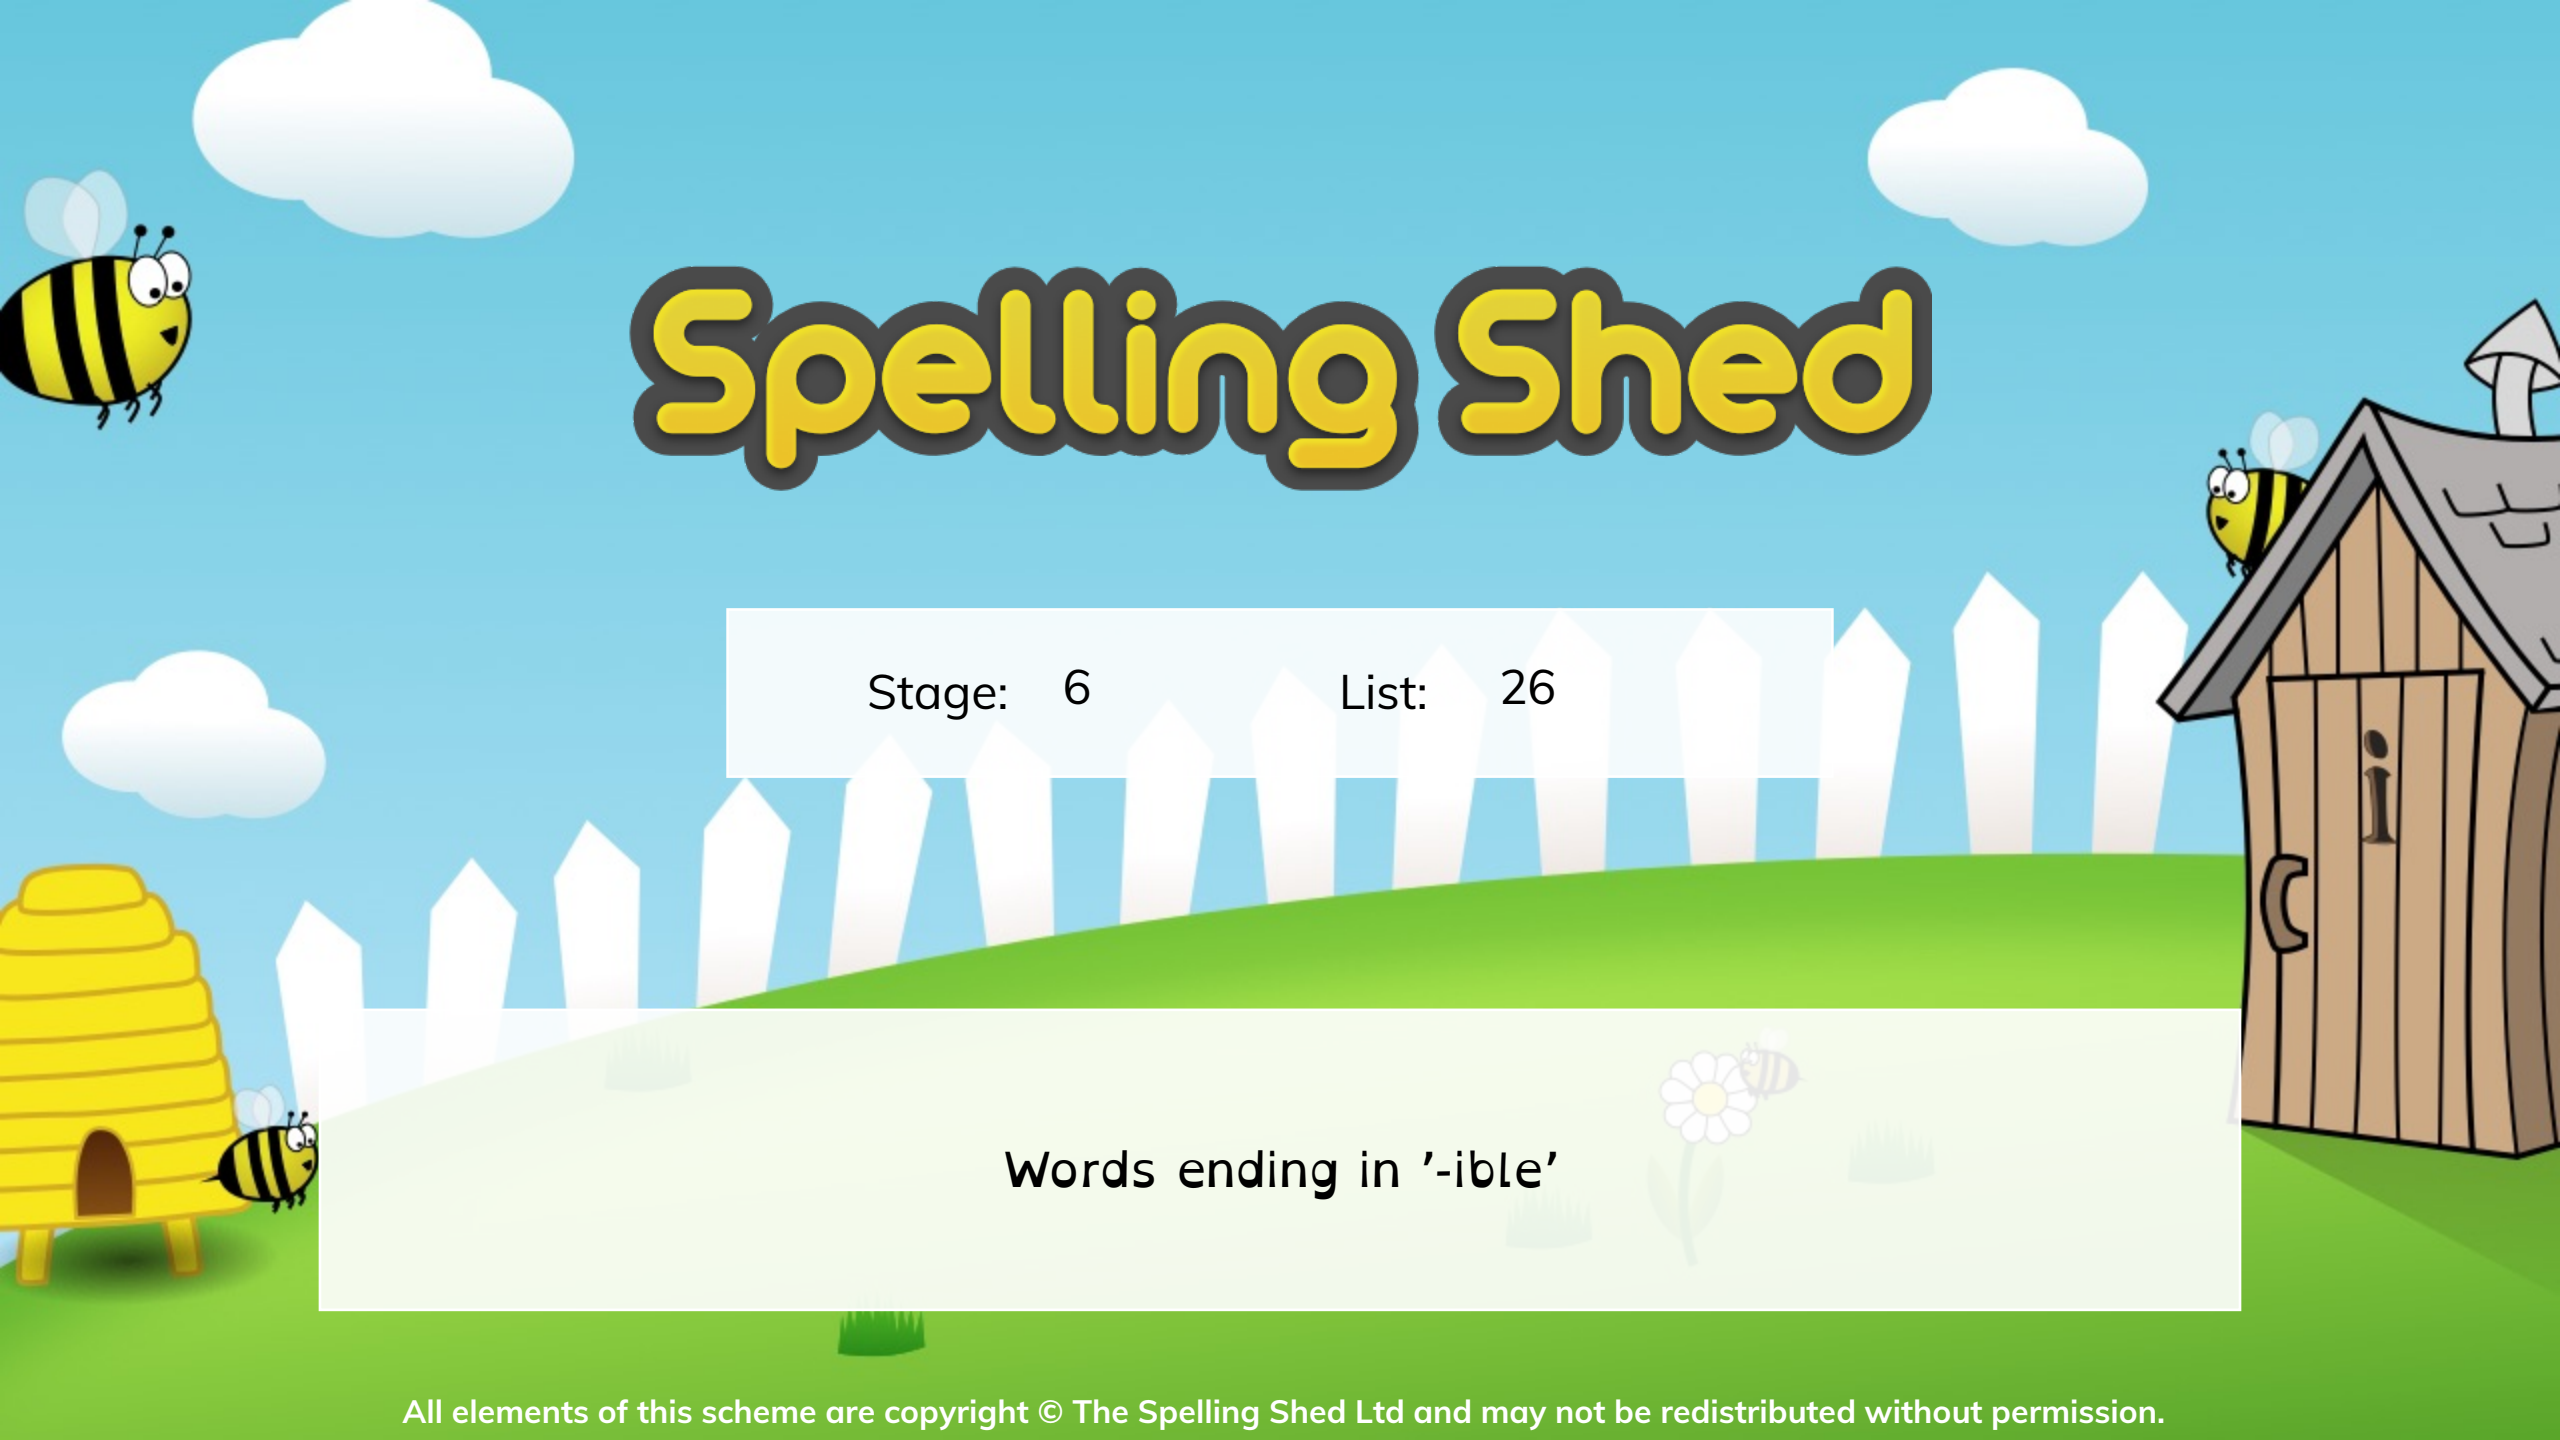 Spelling Shed
Stage: 6 List: 26
i
Words ending in ’-ible’
All elements of this scheme are copyright © The Spelling Shed Ltd and may not be redistributed without permission.